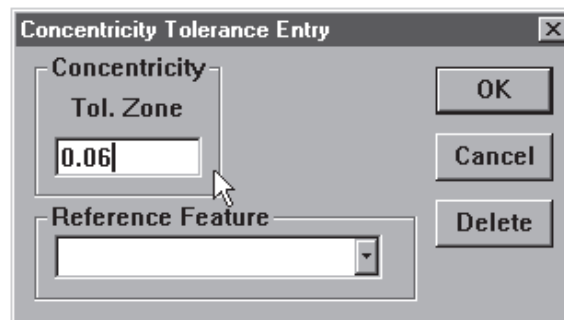 Concentricity Tolerance Entry
Concentricity
Tol. Zone
0.06
OK
Cancel
Reference Feature
Delete